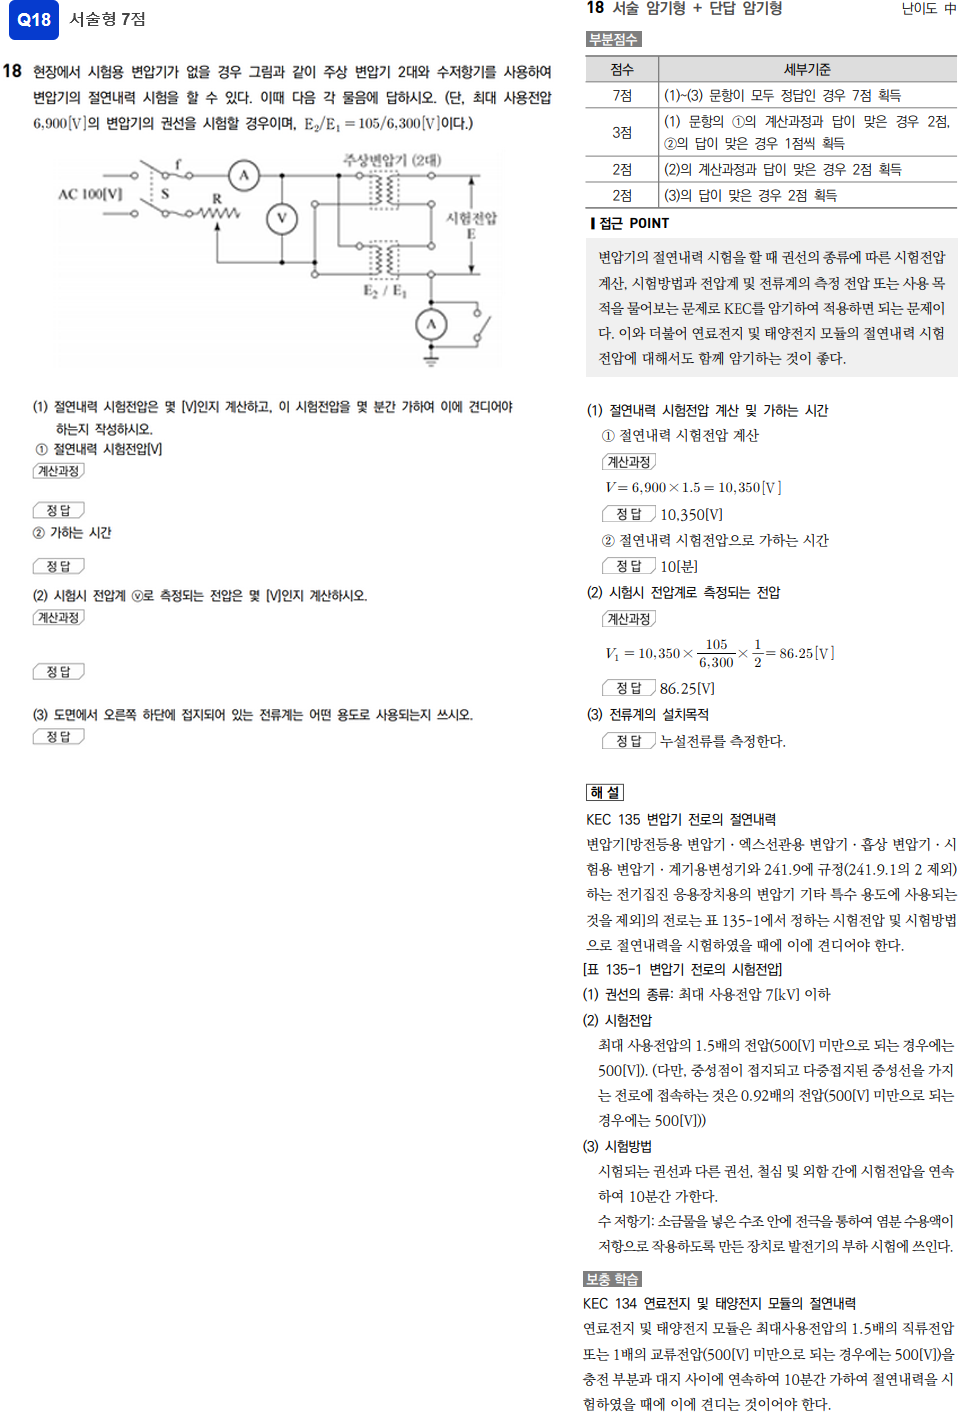 Q18 서술형 7점
18 현장에서 시험용 변압기가 없을 경우 그림과 같이 주상 변압기 2대와 수저항기를 사용하여
변압기의 절연내력 시험을 할 수 있다. 이때 다음 각 물음에 답하시오. (단, 최대 사용전압
6,900[V]의 변압기의 권선을 시험할 경우이며, E₂/E₁ = 105/6,300[V]이다.)
주상변압기 (2대)
f
A
AC 100[V]
S
R
V
시험전압
E
E₂ / E₁
A
(1) 절연내력 시험전압은 몇 [V]인지 계산하고, 이 시험전압을 몇 분간 가하여 이에 견디어야
하는지 작성하시오.
① 절연내력 시험전압[V]
계산과정
정 답
② 가하는 시간
정 답
(2) 시험시 전압계 ⓥ로 측정되는 전압은 몇 [V]인지 계산하시오.
계산과정
정 답
(3) 도면에서 오른쪽 하단에 접지되어 있는 전류계는 어떤 용도로 사용되는지 쓰시오.
정 답
18 서술 암기형 + 단답 암기형 난이도 中
부분점수
점수 세부기준
7점 (1)~(3) 문항이 모두 정답인 경우 7점 획득
3점 (1) 문항의 ①의 계산과정과 답이 맞은 경우 2점,
②의 답이 맞은 경우 1점씩 획득
2점 (2)의 계산과정과 답이 맞은 경우 2점 획득
2점 (3)의 답이 맞은 경우 2점 획득
접근 POINT
변압기의 절연내력 시험을 할 때 권선의 종류에 따른 시험전압
계산, 시험방법과 전압계 및 전류계의 측정 전압 또는 사용 목
적을 물어보는 문제로 KEC를 암기하여 적용하면 되는 문제이
다. 이와 더불어 연료전지 및 태양전지 모듈의 절연내력 시험
전압에 대해서도 함께 암기하는 것이 좋다.
(1) 절연내력 시험전압 계산 및 가하는 시간
① 절연내력 시험전압 계산
계산과정
V = 6,900 × 1.5 = 10,350[V]
정 답 10,350[V]
② 절연내력 시험전압으로 가하는 시간
정 답 10[분]
(2) 시험시 전압계로 측정되는 전압
계산과정
V₁ = 10,350 × 105/6,300 × 1/2 = 86.25[V]
정 답 86.25[V]
(3) 전류계의 설치목적
정 답 누설전류를 측정한다.
해 설
KEC 135 변압기 전로의 절연내력
변압기[방전등용 변압기 · 엑스선관용 변압기 · 흡상 변압기 · 시
험용 변압기 · 계기용변성기와 241.9에 규정(241.9.1의 2 제외)
하는 전기집진 응용장치용의 변압기 기타 특수 용도에 사용되는
것을 제외]의 전로는 표 135-1에서 정하는 시험전압 및 시험방법
으로 절연내력을 시험하였을 때에 이에 견디어야 한다.
[표 135-1 변압기 전로의 시험전압]
(1) 권선의 종류: 최대 사용전압 7[kV] 이하
(2) 시험전압
최대 사용전압의 1.5배의 전압(500[V] 미만으로 되는 경우에는
500[V]). (다만, 중성점이 접지되고 다중접지된 중성선을 가지
는 전로에 접속하는 것은 0.92배의 전압(500[V] 미만으로 되는
경우에는 500[V]))
(3) 시험방법
시험되는 권선과 다른 권선, 철심 및 외함 간에 시험전압을 연속
하여 10분간 가한다.
수 저항기: 소금물을 넣은 수조 안에 전극을 통하여 염분 수용액이
저항으로 작용하도록 만든 장치로 발전기의 부하 시험에 쓰인다.
보충 학습
KEC 134 연료전지 및 태양전지 모듈의 절연내력
연료전지 및 태양전지 모듈은 최대사용전압의 1.5배의 직류전압
또는 1배의 교류전압(500[V] 미만으로 되는 경우에는 500[V])을
충전 부분과 대지 사이에 연속하여 10분간 가하여 절연내력을 시
험하였을 때에 이에 견디는 것이어야 한다.